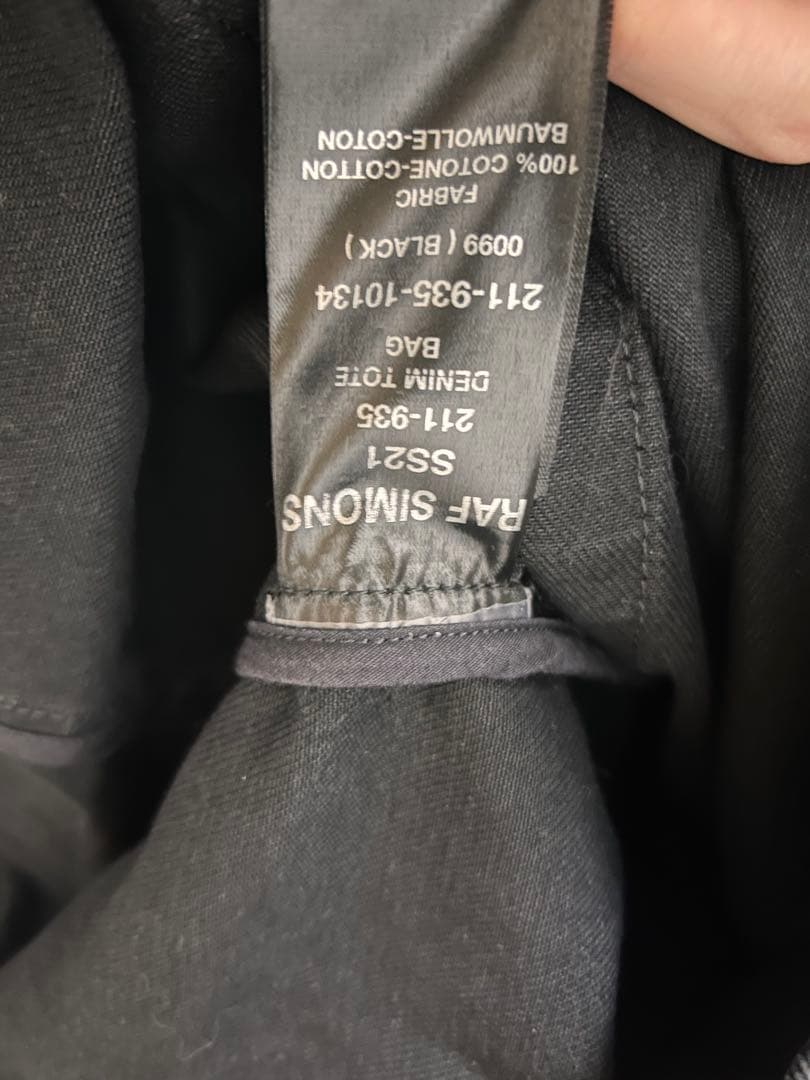 RAF SIMONS
SS21
211-935
DENIM TOTE
BAG
211-935-10134
0099 ( BLACK )
FABRIC
100% COTONE-COTTON
BAUMWOLLE-COTON